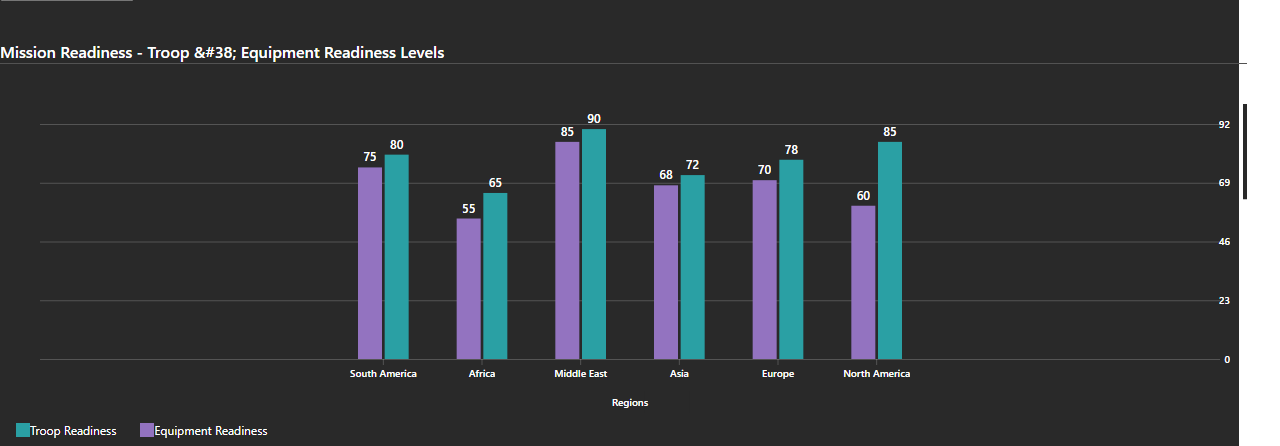 Mission Readiness - Troop &#38; Equipment Readiness Levels
92
69
46
23
0
75 80 55 65 85 90 68 72 70 78 60 85
South America Africa Middle East Asia Europe North America
Regions
Troop Readiness Equipment Readiness